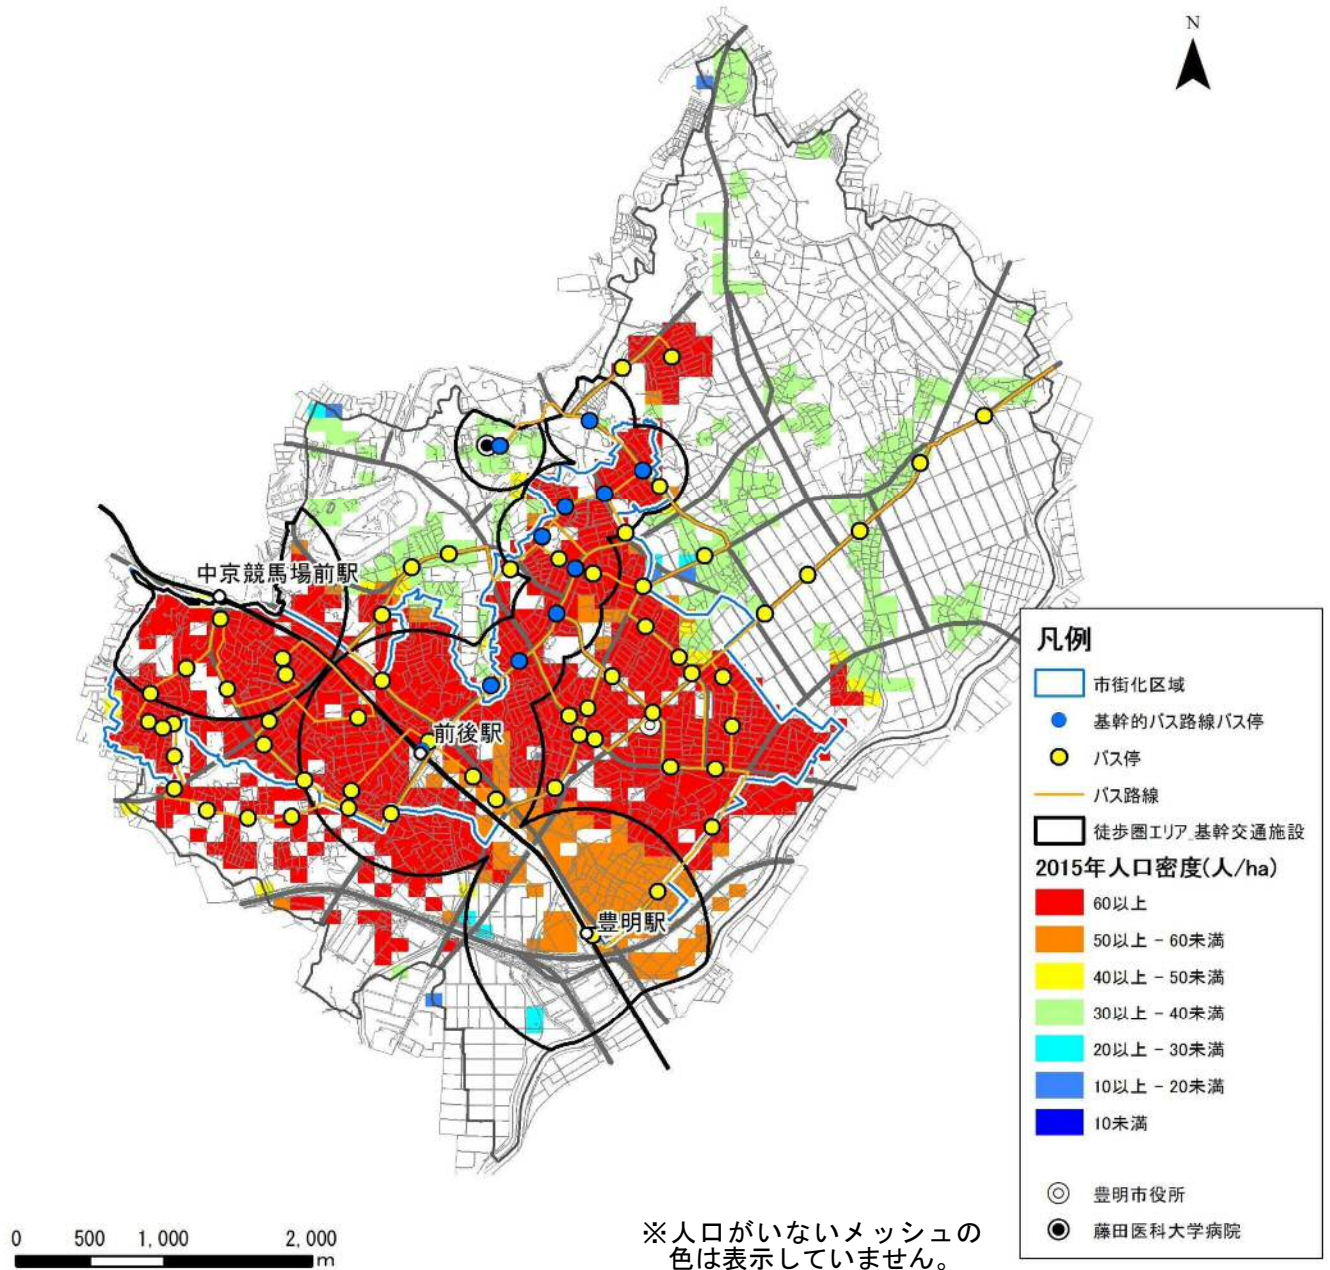 N
中京競馬場前駅
前後駅
豊明駅
凡例
市街化区域
基幹的バス路線バス停
バス停
バス路線
徒歩圏エリア_基幹交通施設
2015年人口密度(人/ha)
60以上
50以上 - 60未満
40以上 - 50未満
30以上 - 40未満
20以上 - 30未満
10以上 - 20未満
10未満
豊明市役所
藤田医科大学病院
0 500 1,000 2,000
m
※人口がいないメッシュの
色は表示していません。